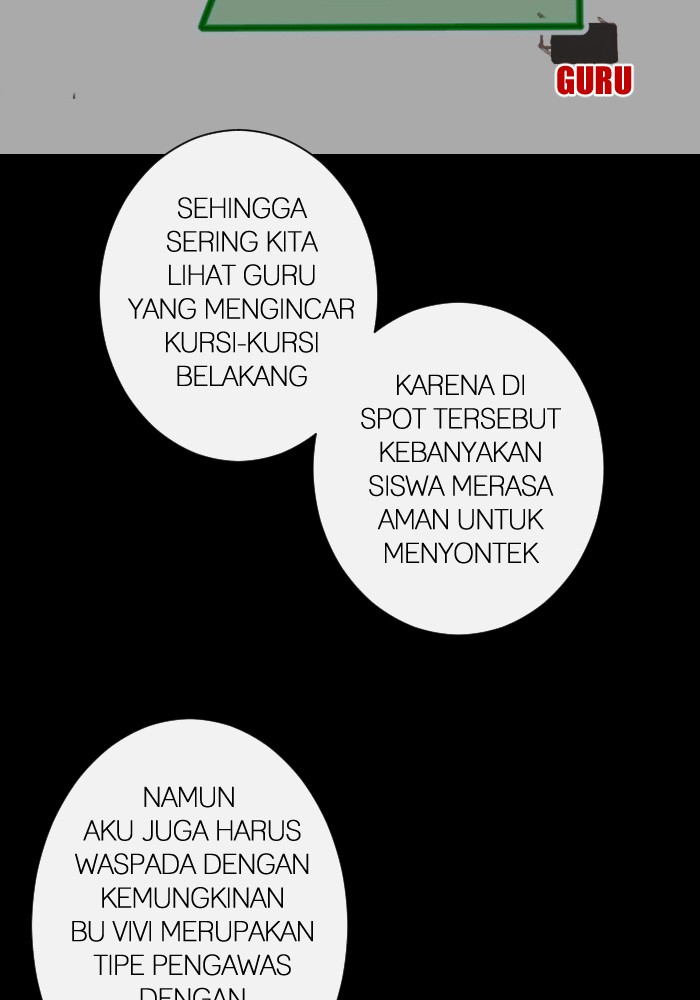 GURU
SEHINGGA
SERING KITA
LIHAT GURU
YANG MENGINCAR
KURSI-KURSI
BELAKANG
KARENA DI
SPOT TERSEBUT
KEBANYAKAN
SISWA MERASA
AMAN UNTUK
MENYONTEK
NAMUN
AKU JUGA HARUS
WASPADA DENGAN
KEMUNGKINAN
BU VIVI MERUPAKAN
TIPE PENGAWAS
DENGAN